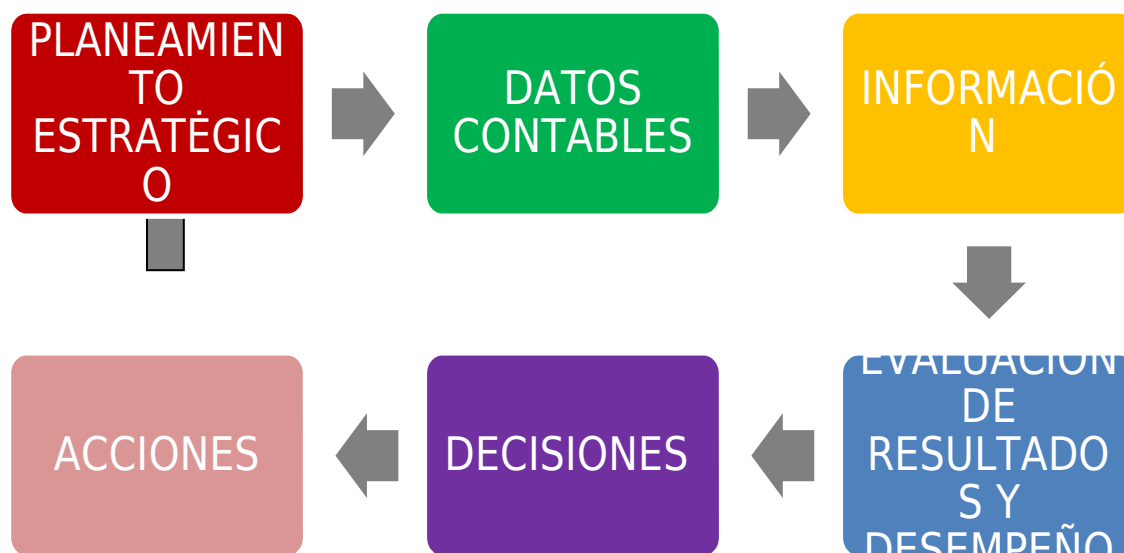 PLANEAMIEN
TO
ESTRATÉGIC
O
DATOS
CONTABLES
INFORMACIÓ
N
EVALUACIÓN
DE
RESULTADO
S Y
DESEMPEÑO
DECISIONES
ACCIONES